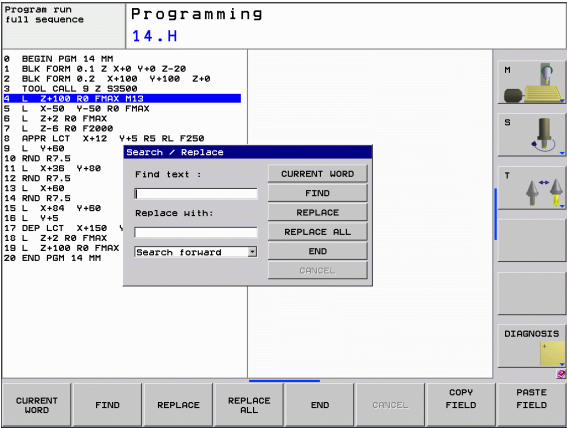 Program run
full sequence
Programming
14.H
0 BEGIN PGM 14 MM
1 BLK FORM 0.1 Z X+0 Y+0 Z-20
2 BLK FORM 0.2 X+100 Y+100 Z+0
3 TOOL CALL 9 Z S3500
4 L Z+100 R0 FMAX M13
5 L X-50 Y-50 R0 FMAX
6 L Z+2 R0 FMAX
7 L Z-6 R0 F2000
8 APPR LCT X+12 Y+5 R5 RL F250
9 L Y+60
10 RND R7.5
11 L X+36 Y+80
12 RND R7.5
13 L X+60
14 RND R7.5
15 L X+84 Y+60
16 L Y+5
17 DEP LCT X+150
18 L Z+2 R0 FMAX
19 L Z+100 R0 FMAX
20 END PGM 14 MM
Search / Replace
Find text :
Replace with:
Search forward
CURRENT WORD
FIND
REPLACE
REPLACE ALL
END
CANCEL
M
S
T
DIAGNOSIS
CURRENT WORD
FIND
REPLACE
REPLACE ALL
END
CANCEL
COPY FIELD
PASTE FIELD